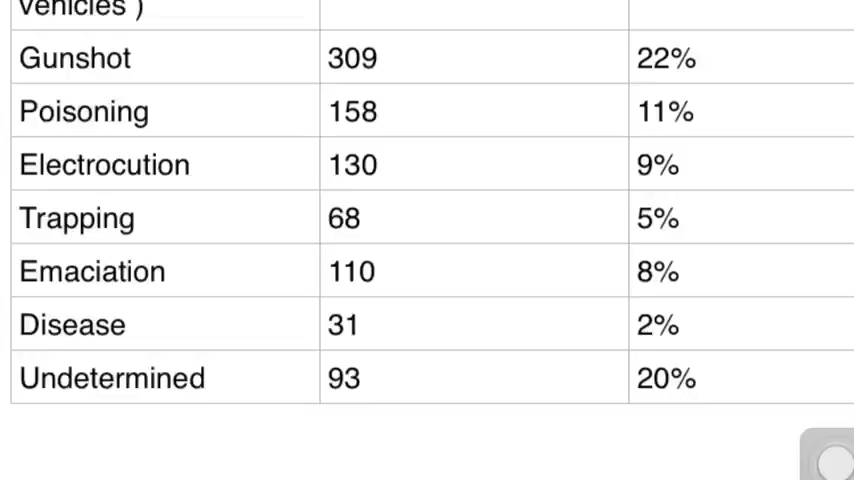 vehicles )
Gunshot 309 22%
Poisoning 158 11%
Electrocution 130 9%
Trapping 68 5%
Emaciation 110 8%
Disease 31 2%
Undetermined 93 20%